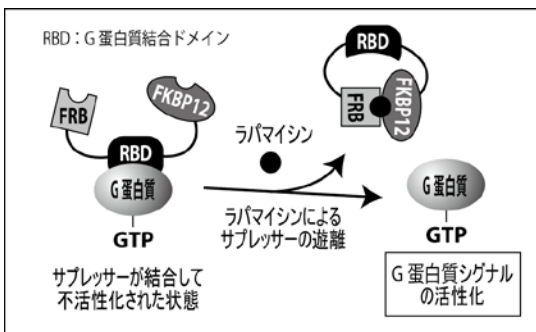 RBD：G 蛋白質結合ドメイン
FRB
FKBP12
RBD
G 蛋白質
GTP
サプレッサーが結合して
不活性化された状態
ラパマイシン
ラパマイシンによる
サプレッサーの遊離
RBD
FRB
FKBP12
G 蛋白質
GTP
G 蛋白質シグナル
の活性化